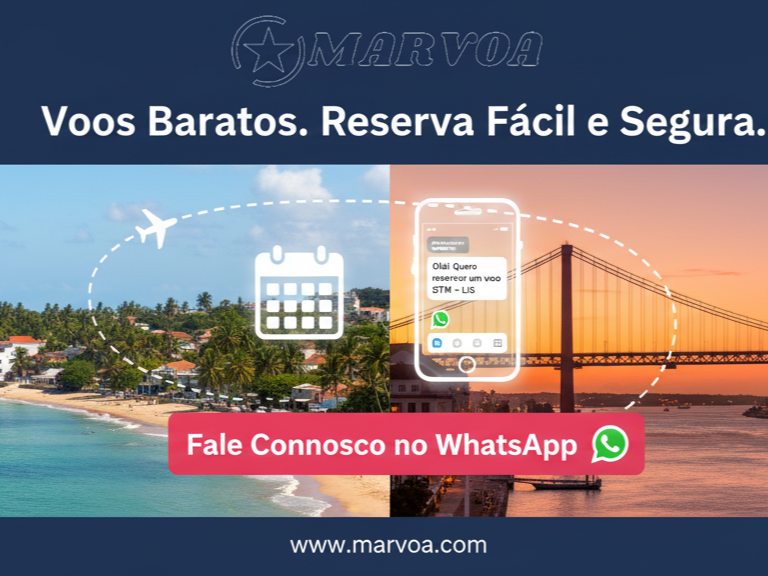 MARVOA
Voos Baratos. Reserva Fácil e Segura.
Olá! Quero
resereor um voo
STM – LIS
Fale Connosco no WhatsApp
www.marvoa.com